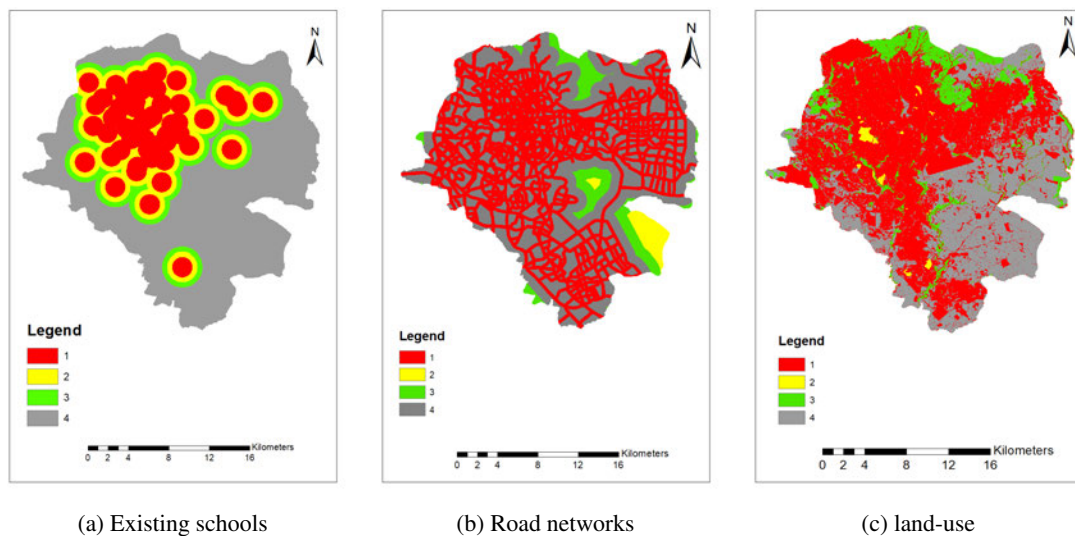 N
Legend
1
2
3
4
Kilometers
0 2 4 8 12 16
(a) Existing schools
N
Legend
1
2
3
4
Kilometers
0 2 4 8 12 16
(b) Road networks
N
Legend
1
2
3
4
Kilometers
0 2 4 8 12 16
(c) land-use